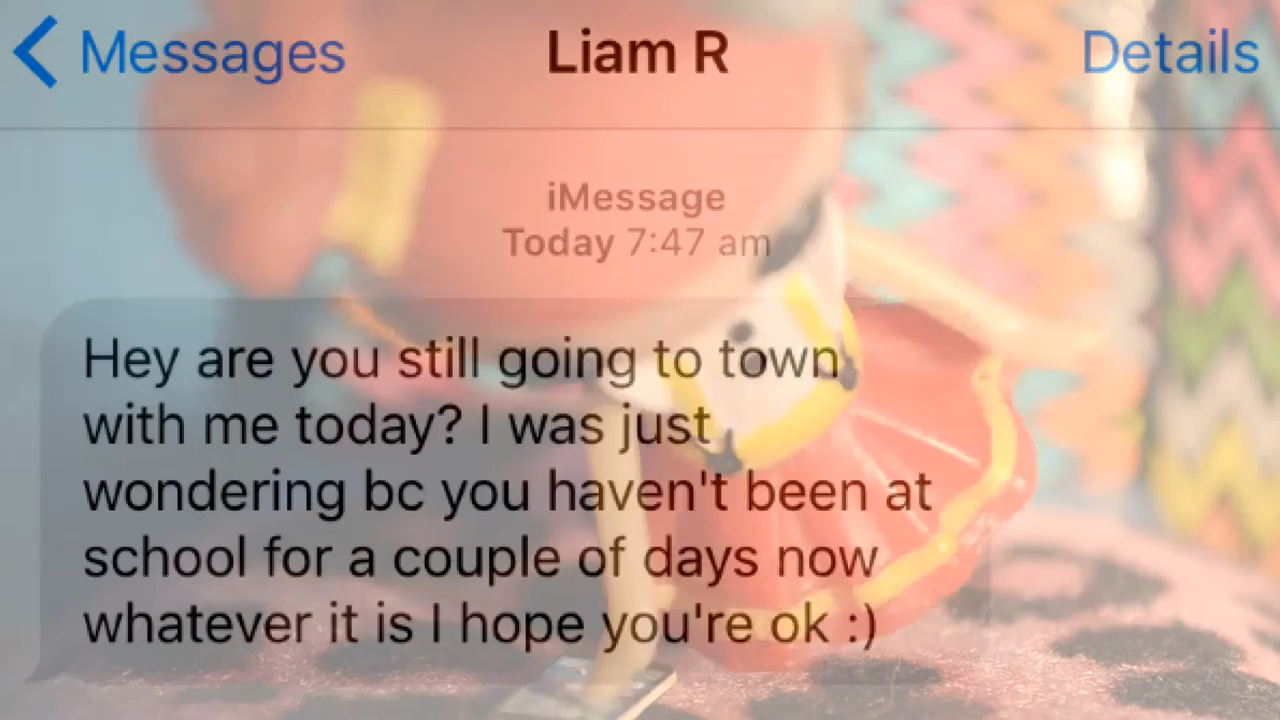 Messages Liam R Details
iMessage
Today 7:47 am
Hey are you still going to town
with me today? I was just
wondering bc you haven't been at
school for a couple of days now
whatever it is I hope you're ok :)